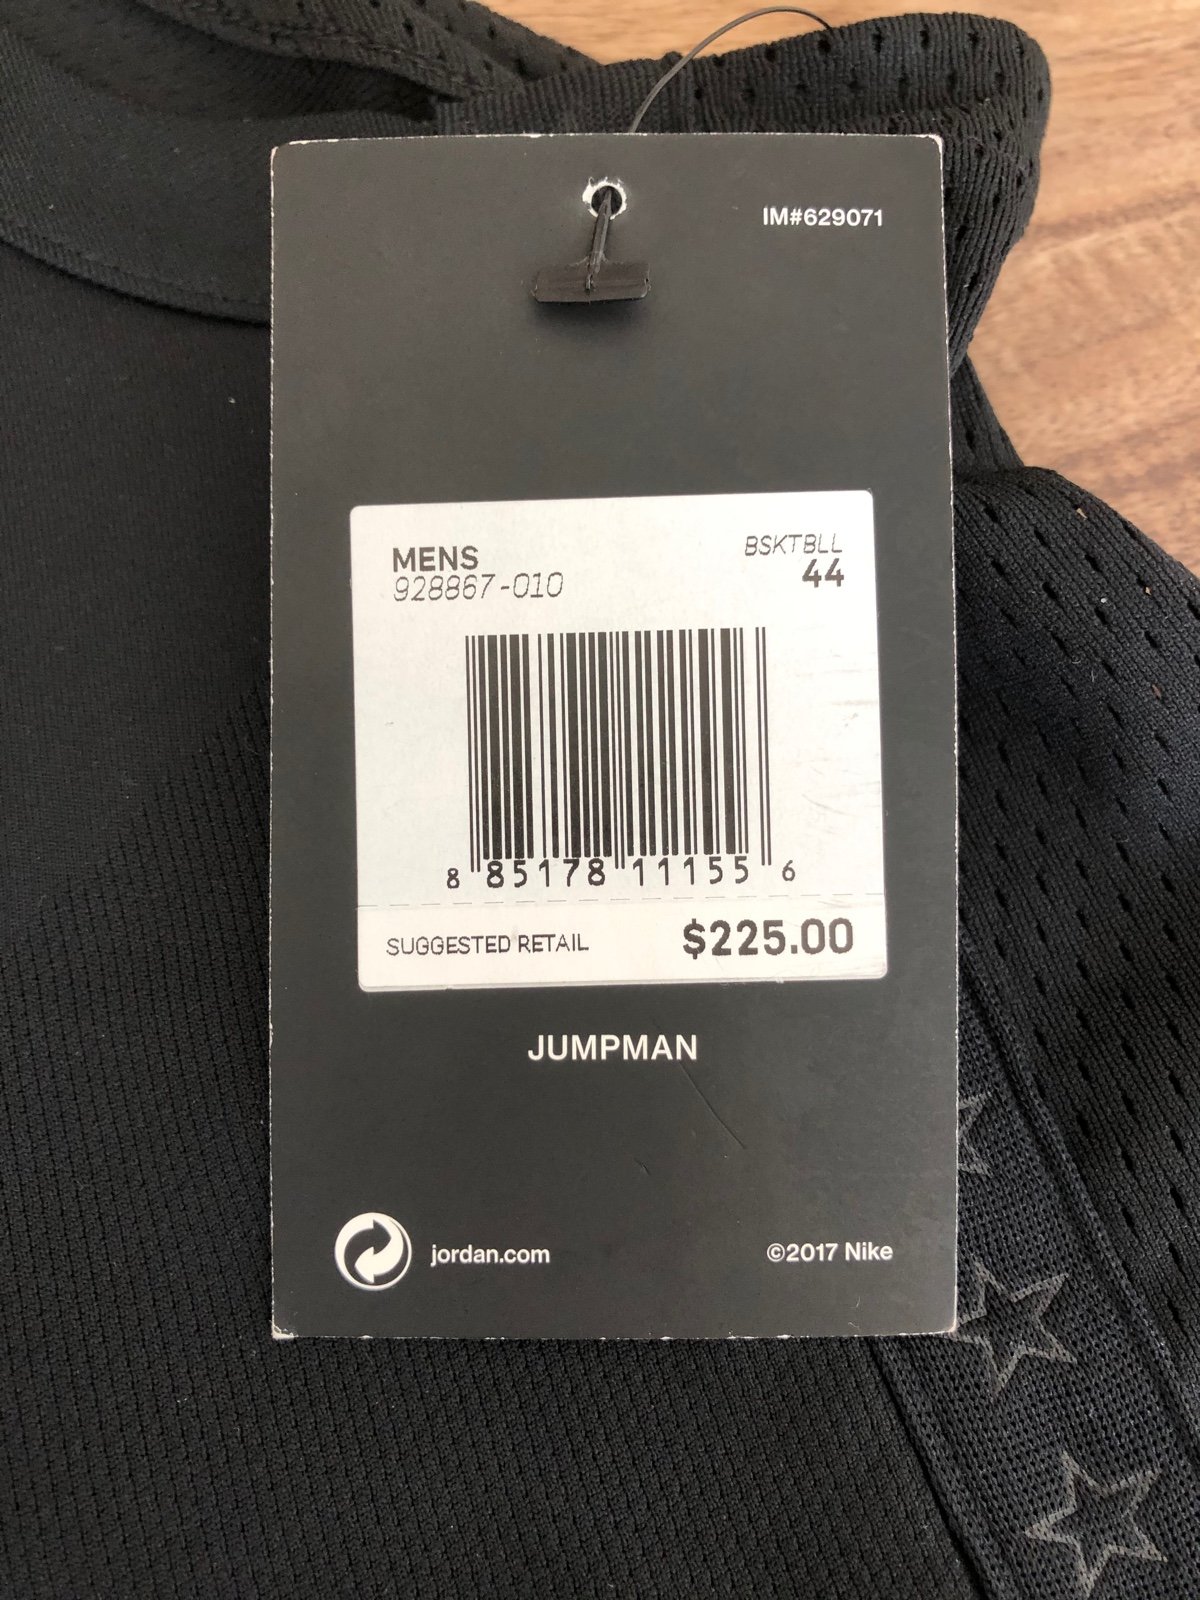 IM#629071
MENS
BSKTBLL
928867-010
44
8 85178 11155 6
SUGGESTED RETAIL $225.00
JUMPMAN
jordan.com
©2017 Nike